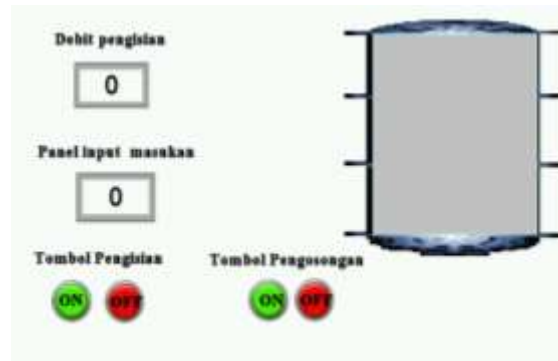 Debit pengisian
0
Panel input masukan
0
Tombol Pengisian
ON OFF
Tombol Pengosongan
ON OFF